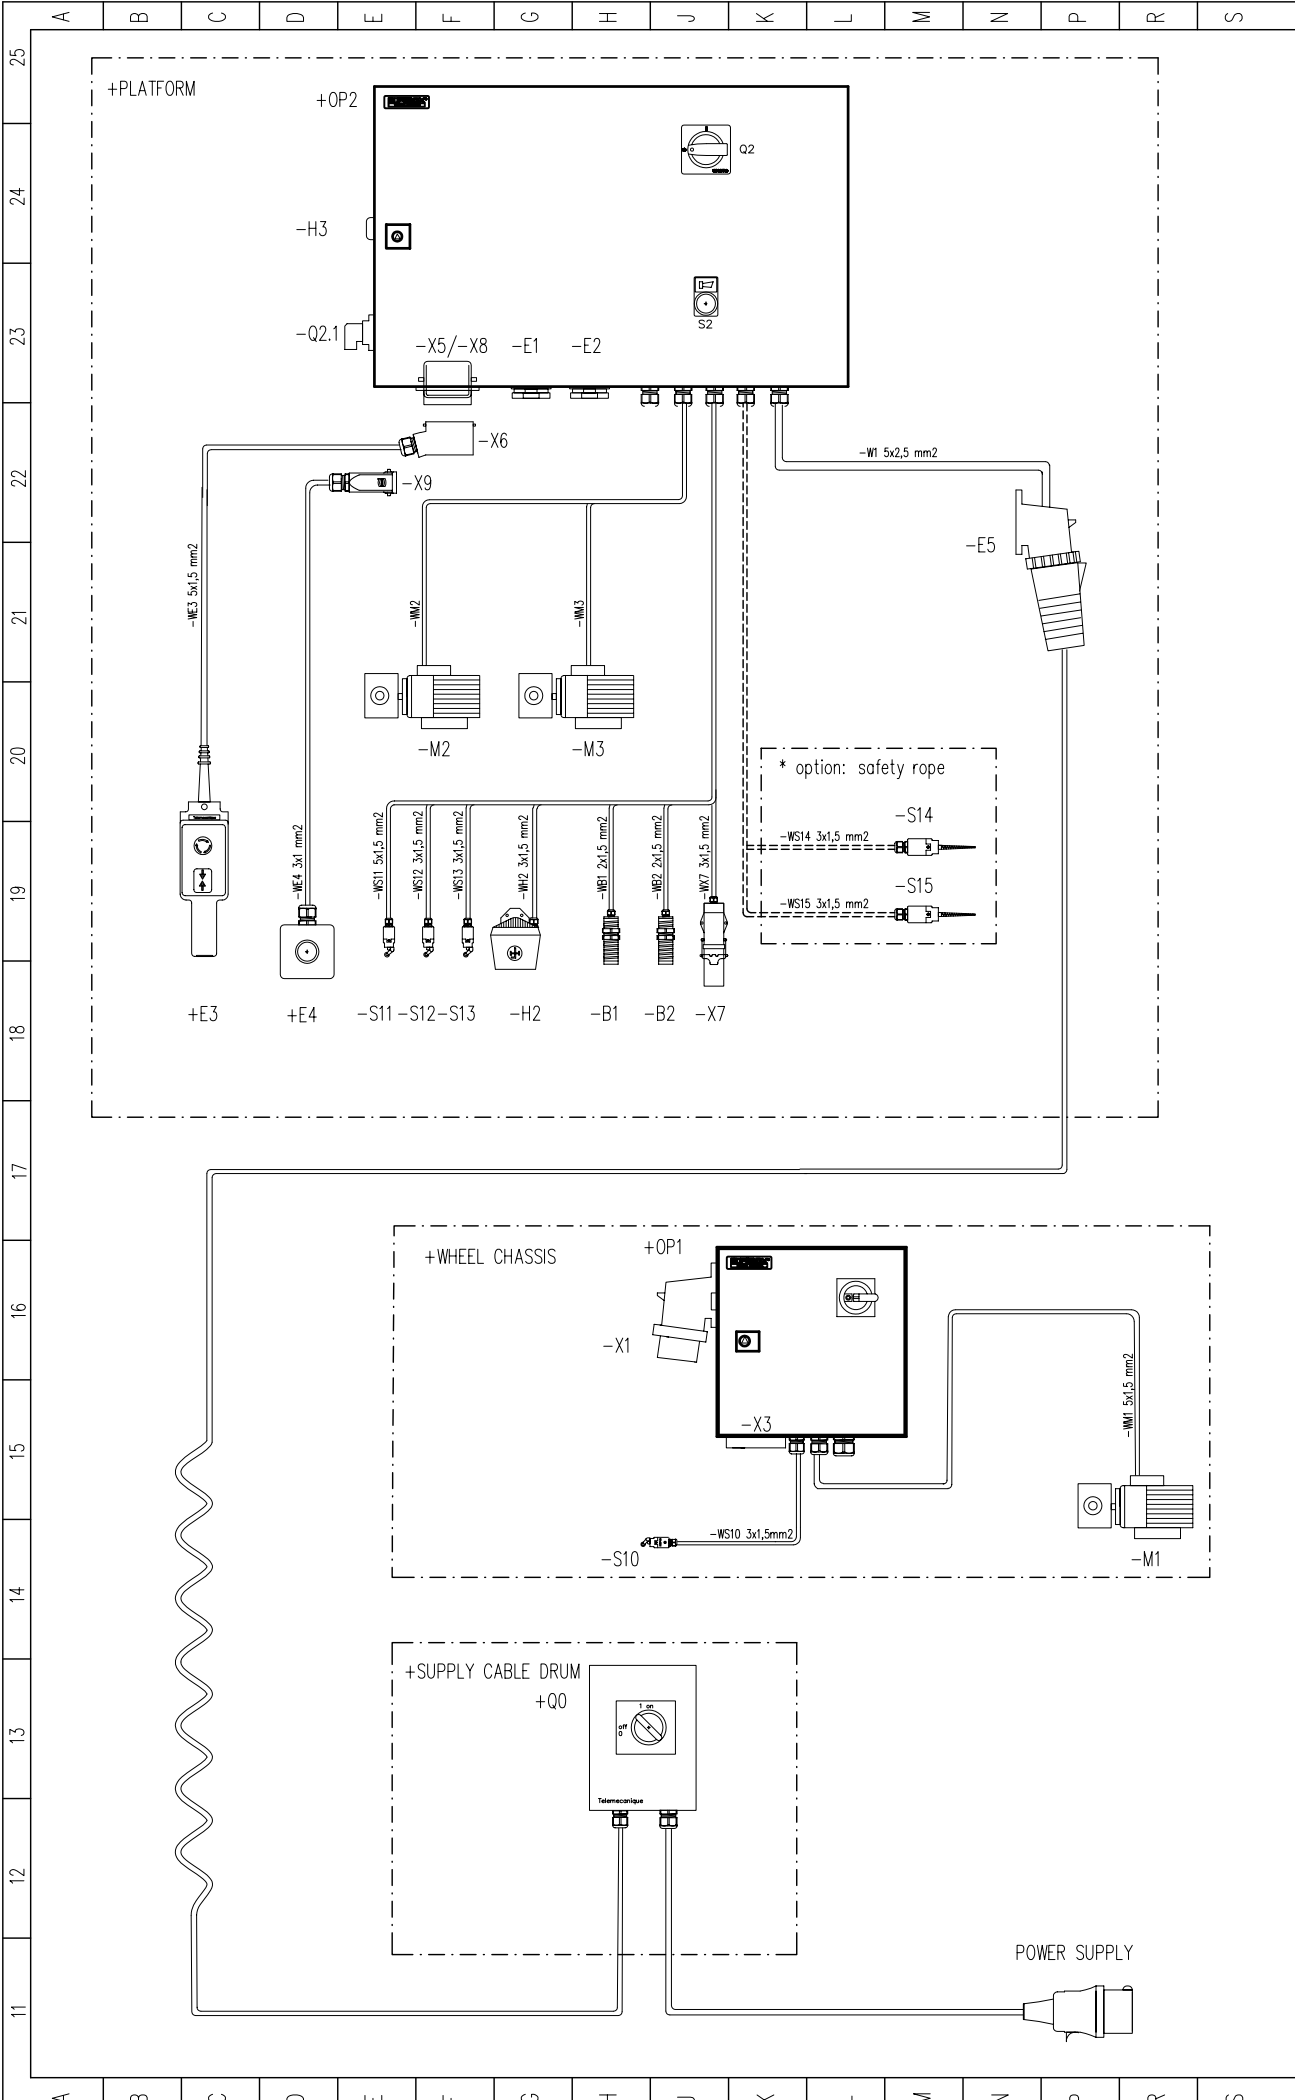 A B C D E F G H J K L M N P R S
25
+PLATFORM
+OP2
Q2
24
-H3
23
-Q2.1
S2
-X5/-X8 -E1 -E2
-X6
-W1 5x2,5 mm2
22
-X9
-E5
-WE3 5x1,5 mm2
21
-WM2
-WM3
-M2
-M3
20
* option: safety rope
-S14
-WS14 3x1,5 mm2
-S15
-WS15 3x1,5 mm2
19
-WE4 3x1 mm2
-WS11 5x1,5 mm2
-WS12 3x1,5 mm2
-WS13 3x1,5 mm2
-WH2 3x1,5 mm2
-WB1 2x1,5 mm2
-WB2 2x1,5 mm2
-WX7 3x1,5 mm2
+E3 +E4 -S11 -S12 -S13 -H2 -B1 -B2 -X7
18
17
+WHEEL CHASSIS
+OP1
16
-X1
-WM1 5x1,5 mm2
-X3
15
-WS10 3x1,5mm2
-S10
-M1
14
+SUPPLY CABLE DRUM
+Q0
1 on
off
0
13
Telemecanique
12
POWER SUPPLY
11
A B C D E F G H J K L M N P R S